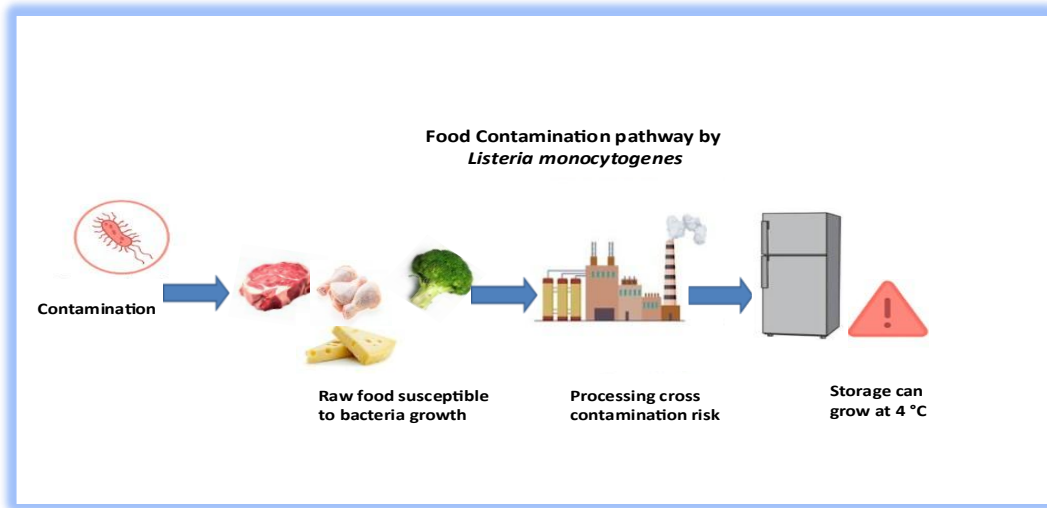 Food Contamination pathway by
Listeria monocytogenes
Contamination
Raw food susceptible
to bacteria growth
Processing cross
contamination risk
Storage can
grow at 4 °C